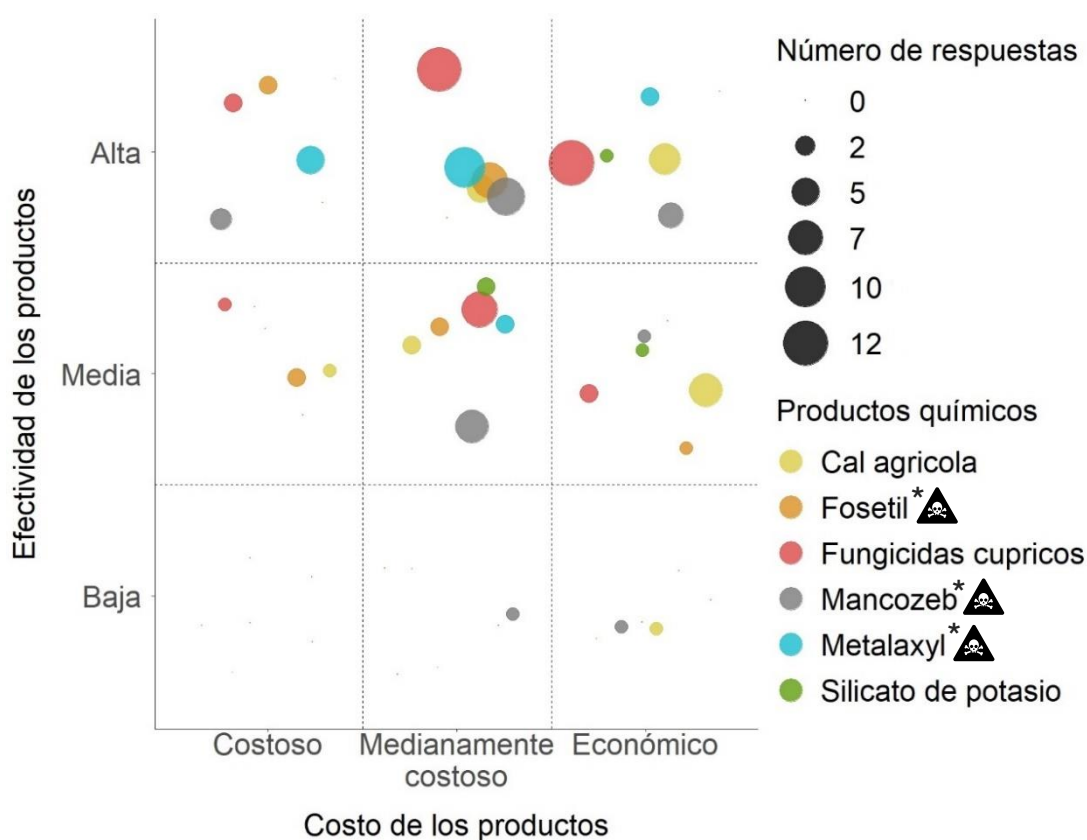 Efectividad de los productos
Alta
Media
Baja
Costoso
Medianamente
costoso
Económico
Costo de los productos
Número de respuestas
0
2
5
7
10
12
Productos químicos
Cal agricola
Fosetil*
Fungicidas cupricos
Mancozeb*
Metalaxyl*
Silicato de potasio